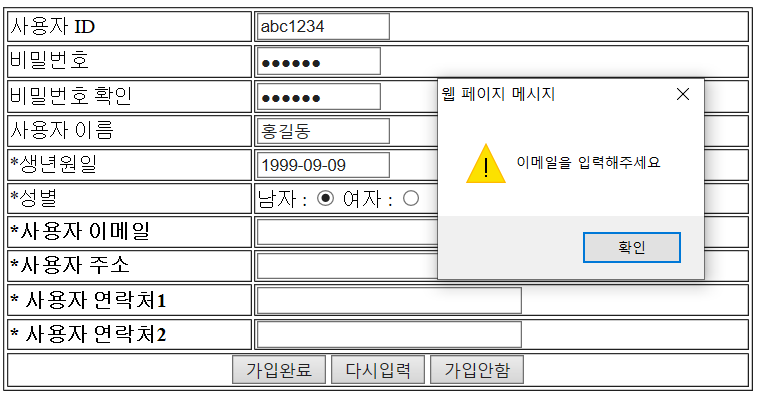 사용자 ID abc1234
비밀번호 ●●●●●●
비밀번호 확인 ●●●●●●
웹 페이지 메시지
사용자 이름 홍길동
*생년원일 1999-09-09
이메일을 입력해주세요
*성별 남자 : 여자 :
*사용자 이메일
확인
*사용자 주소
* 사용자 연락처1
* 사용자 연락처2
가입완료 다시입력 가입안함